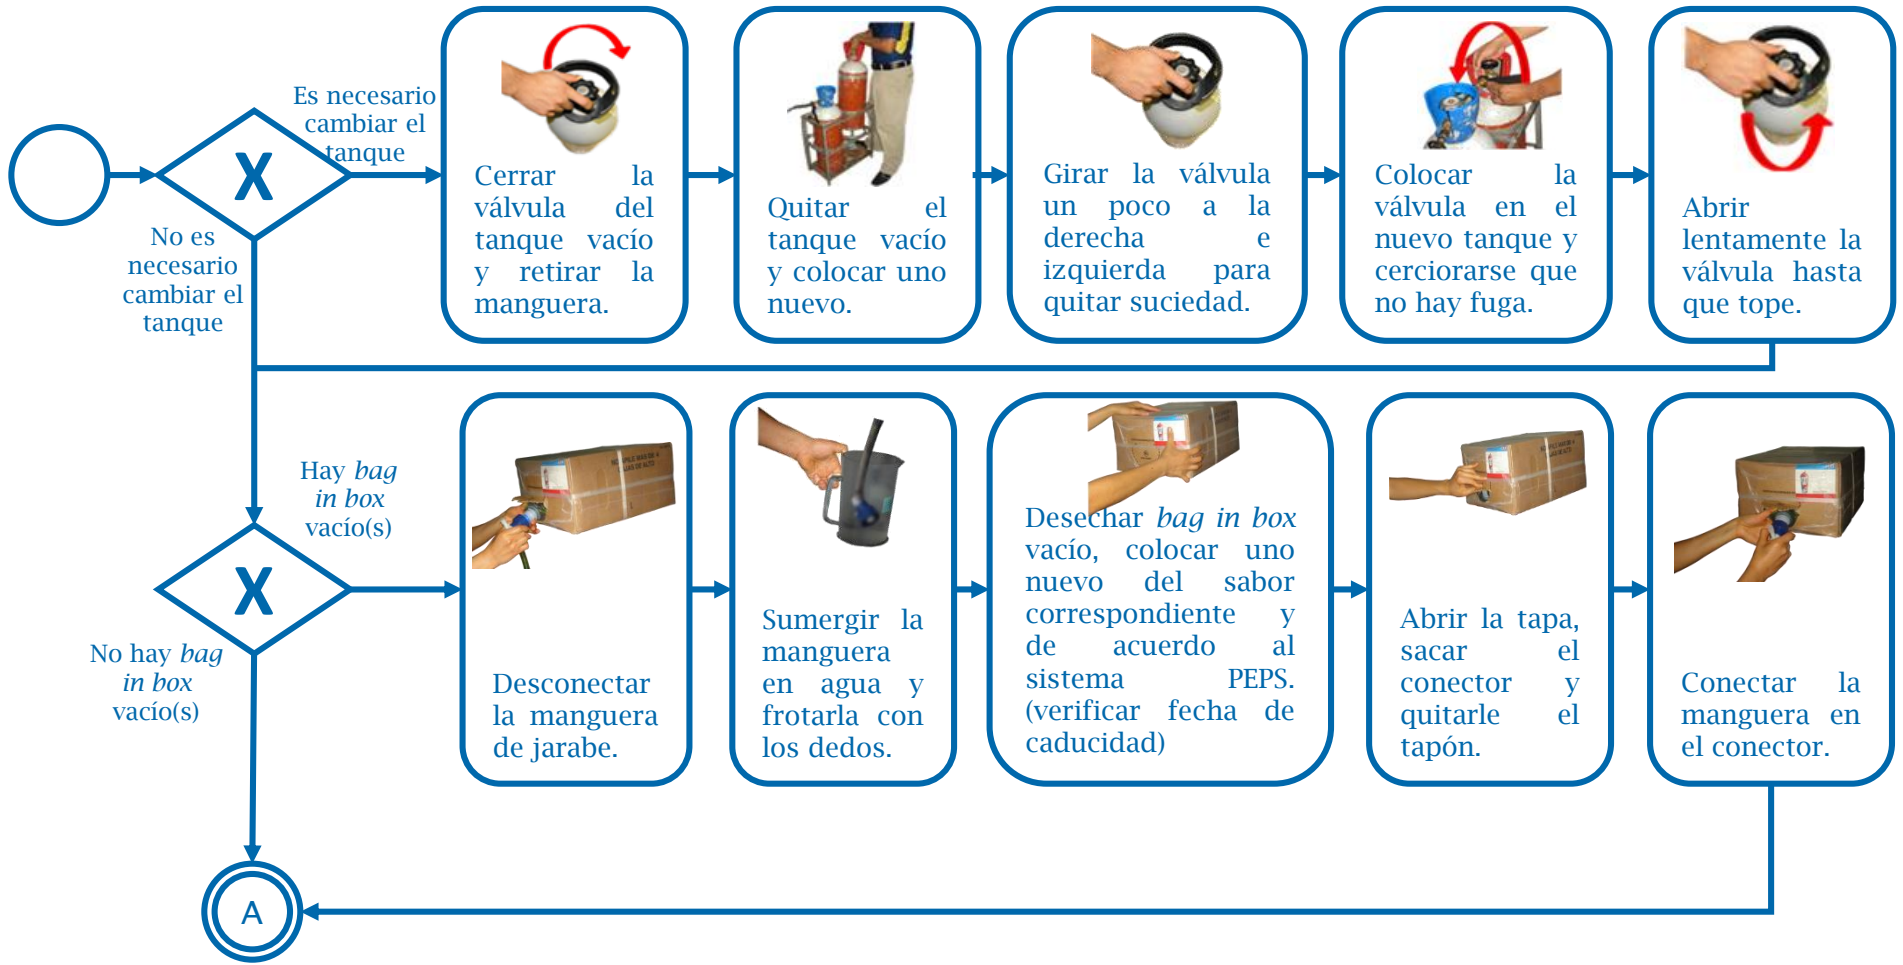 Es necesario
cambiar el
tanque
X
No es
necesario
cambiar el
tanque
Cerrar la
válvula del
tanque vacío
y retirar la
manguera.
Quitar el
tanque vacío
y colocar uno
nuevo.
Girar la válvula
un poco a la
derecha e
izquierda para
quitar suciedad.
Colocar la
válvula en el
nuevo tanque y
cerciorarse que
no hay fuga.
Abrir
lentamente la
válvula hasta
que tope.
Hay bag
in box
vacío(s)
X
No hay bag
in box
vacío(s)
Desconectar
la manguera
de jarabe.
Sumergir la
manguera
en agua y
frotarla con
los dedos.
Desechar bag in box
vacío, colocar uno
nuevo del sabor
correspondiente y
de acuerdo al
sistema PEPS.
(verificar fecha de
caducidad)
Abrir la tapa,
sacar el
conector y
quitarle el
tapón.
Conectar la
manguera en
el conector.
A